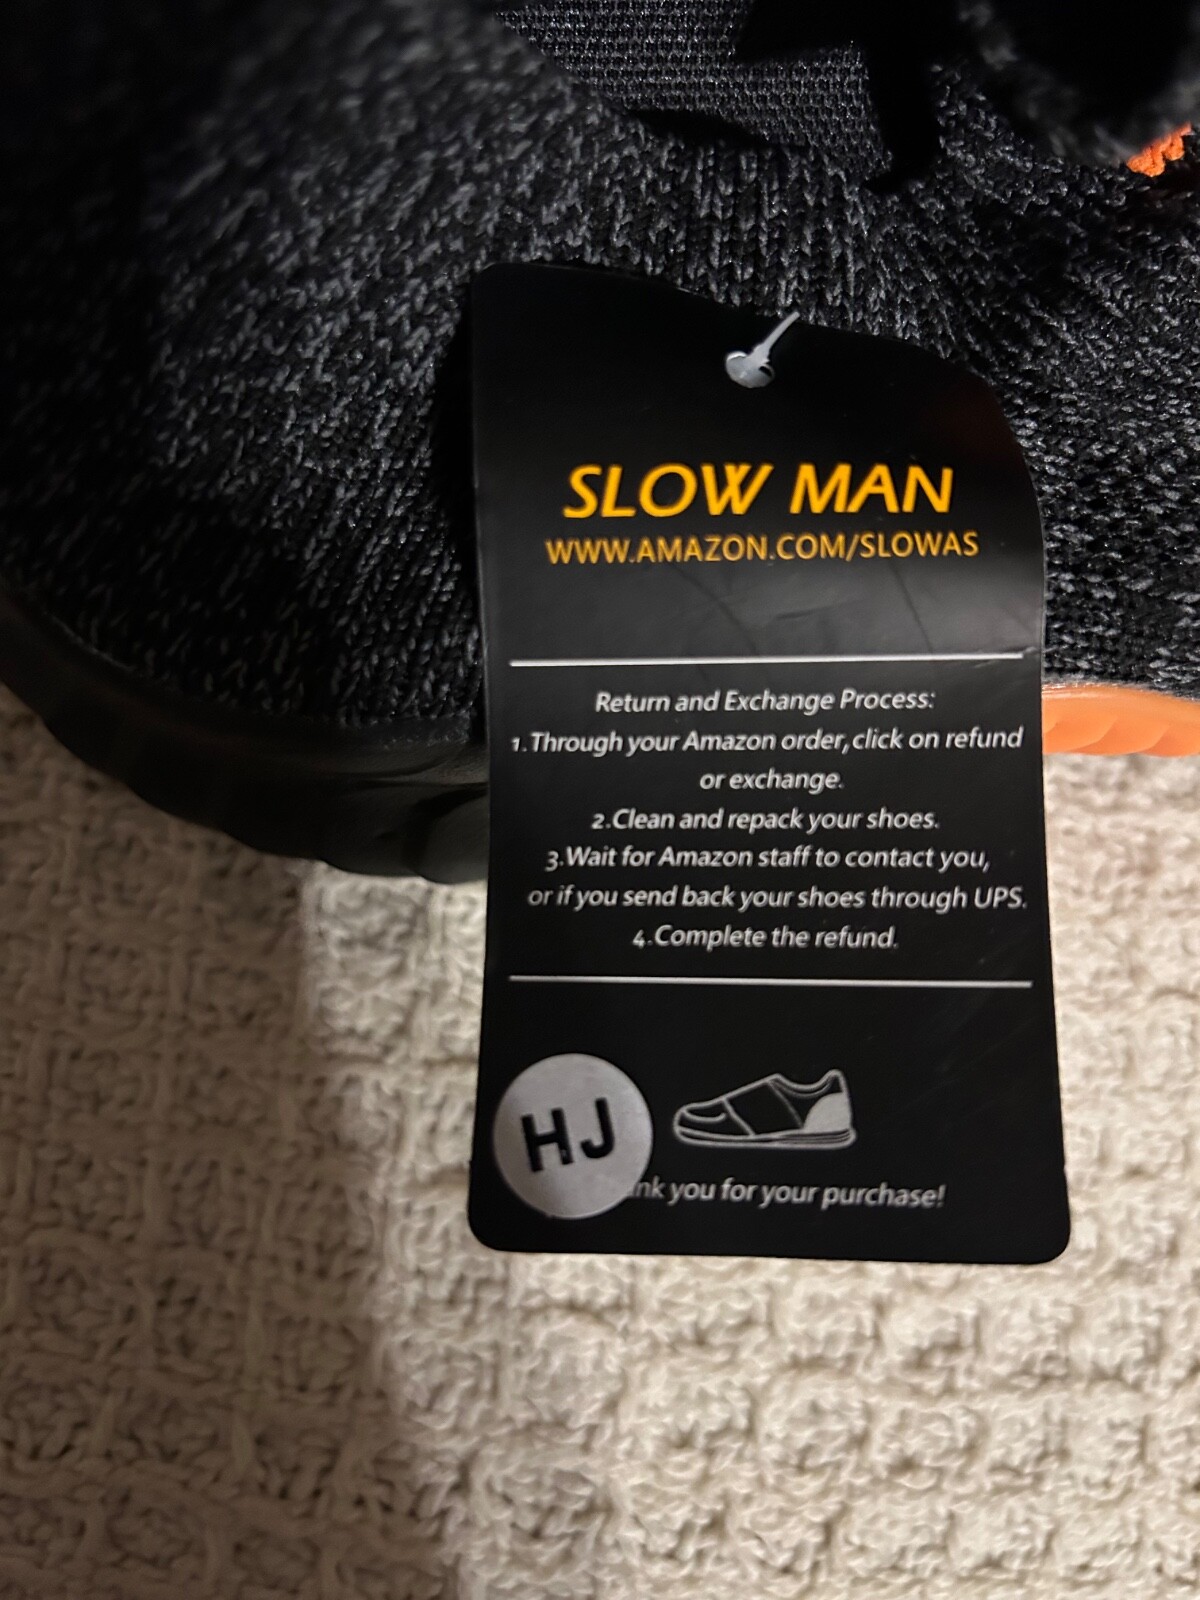 SLOW MAN
WWW.AMAZON.COM/SLOWAS
Return and Exchange Process:
1.Through your Amazon order,click on refund
or exchange.
2.Clean and repack your shoes.
3.Wait for Amazon staff to contact you,
or if you send back your shoes through UPS.
4.Complete the refund.
HJ
you for your purchase!